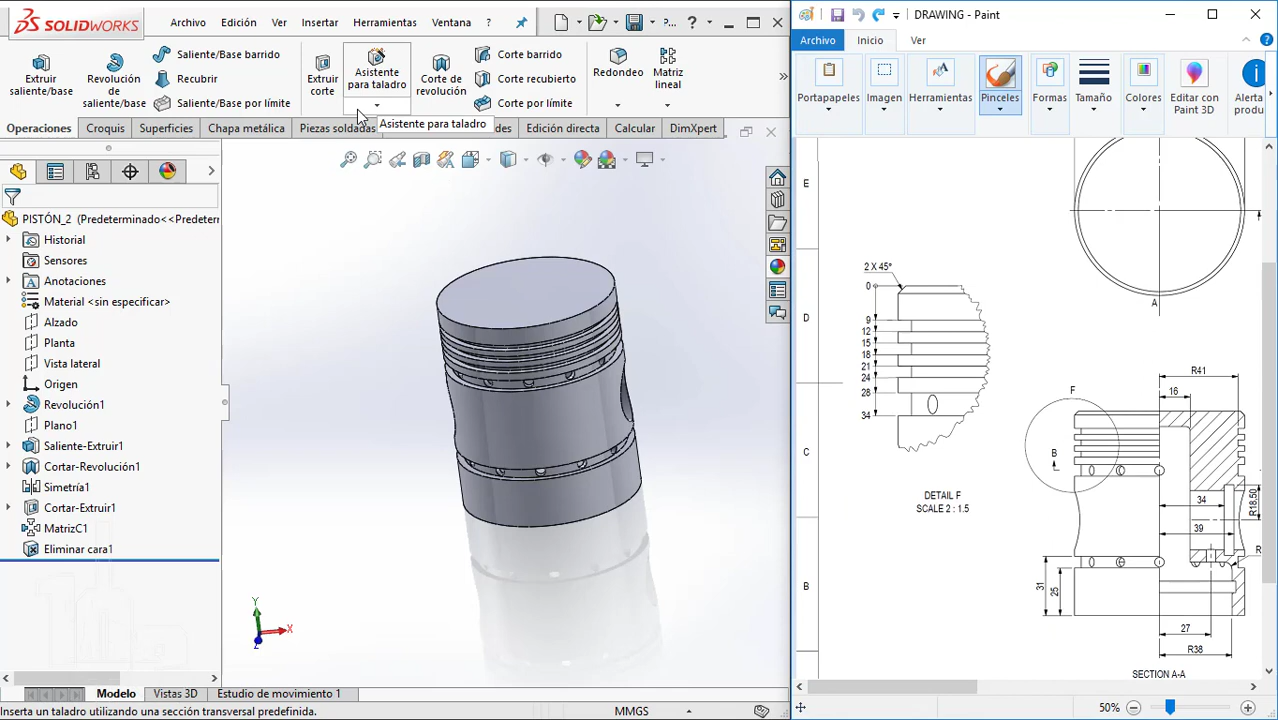 SOLIDWORKS
Archivo Edición Ver Insertar Herramientas Ventana ? P... ?
Extruir saliente/base
Revolución de saliente/base
Saliente/Base barrido
Recubrir
Saliente/Base por límite
Extruir corte
Asistente para taladro
Corte de revolución
Corte barrido
Corte recubierto
Corte por límite
Redondeo
Matriz lineal
Asistente para taladro
Operaciones Croquis Superficies Chapa metálica Piezas soldadas des Edición directa Calcular DimXpert
PISTÓN_2 (Predeterminado<<Predeter
Historial
Sensores
Anotaciones
Material <sin especificar>
Alzado
Planta
Vista lateral
Origen
Revolución1
Plano1
Saliente-Extruir1
Cortar-Revolución1
Simetría1
Cortar-Extruir1
MatrizC1
Eliminar cara1
Y
X
Z
Modelo Vistas 3D Estudio de movimiento 1
Inserta un taladro utilizando una sección transversal predefinida.
MMGS
DRAWING - Paint
Archivo Inicio Ver
Portapapeles
Imagen
Herramientas
Pinceles
Formas
Tamaño
Colores
Editar con Paint 3D
Alerta produ
E
D
C
B
A
2 X 45°
0
9
12
15
18
21
24
28
34
DETAIL F
SCALE 2 : 1.5
R41
16
F
B
34
39
R18.50
R
31
25
27
R38
SECTION A-A
50%